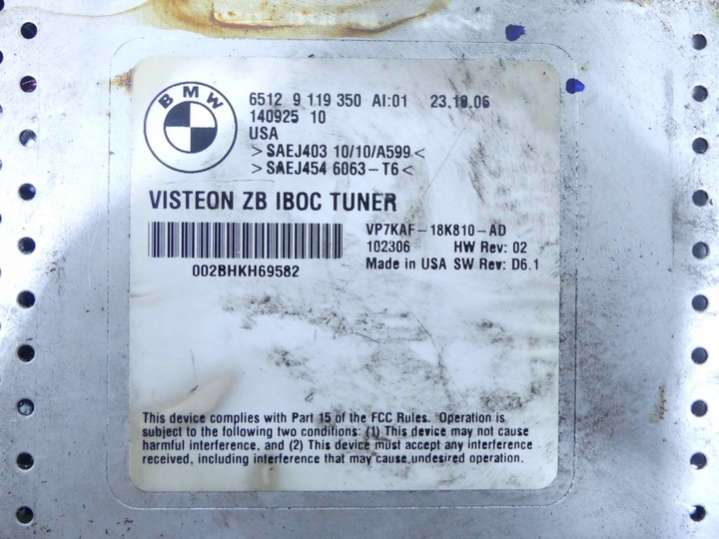 BMW
6512 9 119 350 AI:01 23.10.06
140925 10
USA
>SAEJ403 10/10/A599<
>SAEJ454 6063-T6<
VISTEON ZB IBOC TUNER
VP7KAF-18K810-AD
102306 HW Rev: 02
Made in USA SW Rev: D6.1
002BHKH69582
This device complies with Part 15 of the FCC Rules. Operation is
subject to the following two conditions: (1) This device may not cause
harmful interference, and (2) This device must accept any interference
received, including interference that may cause undesired operation.